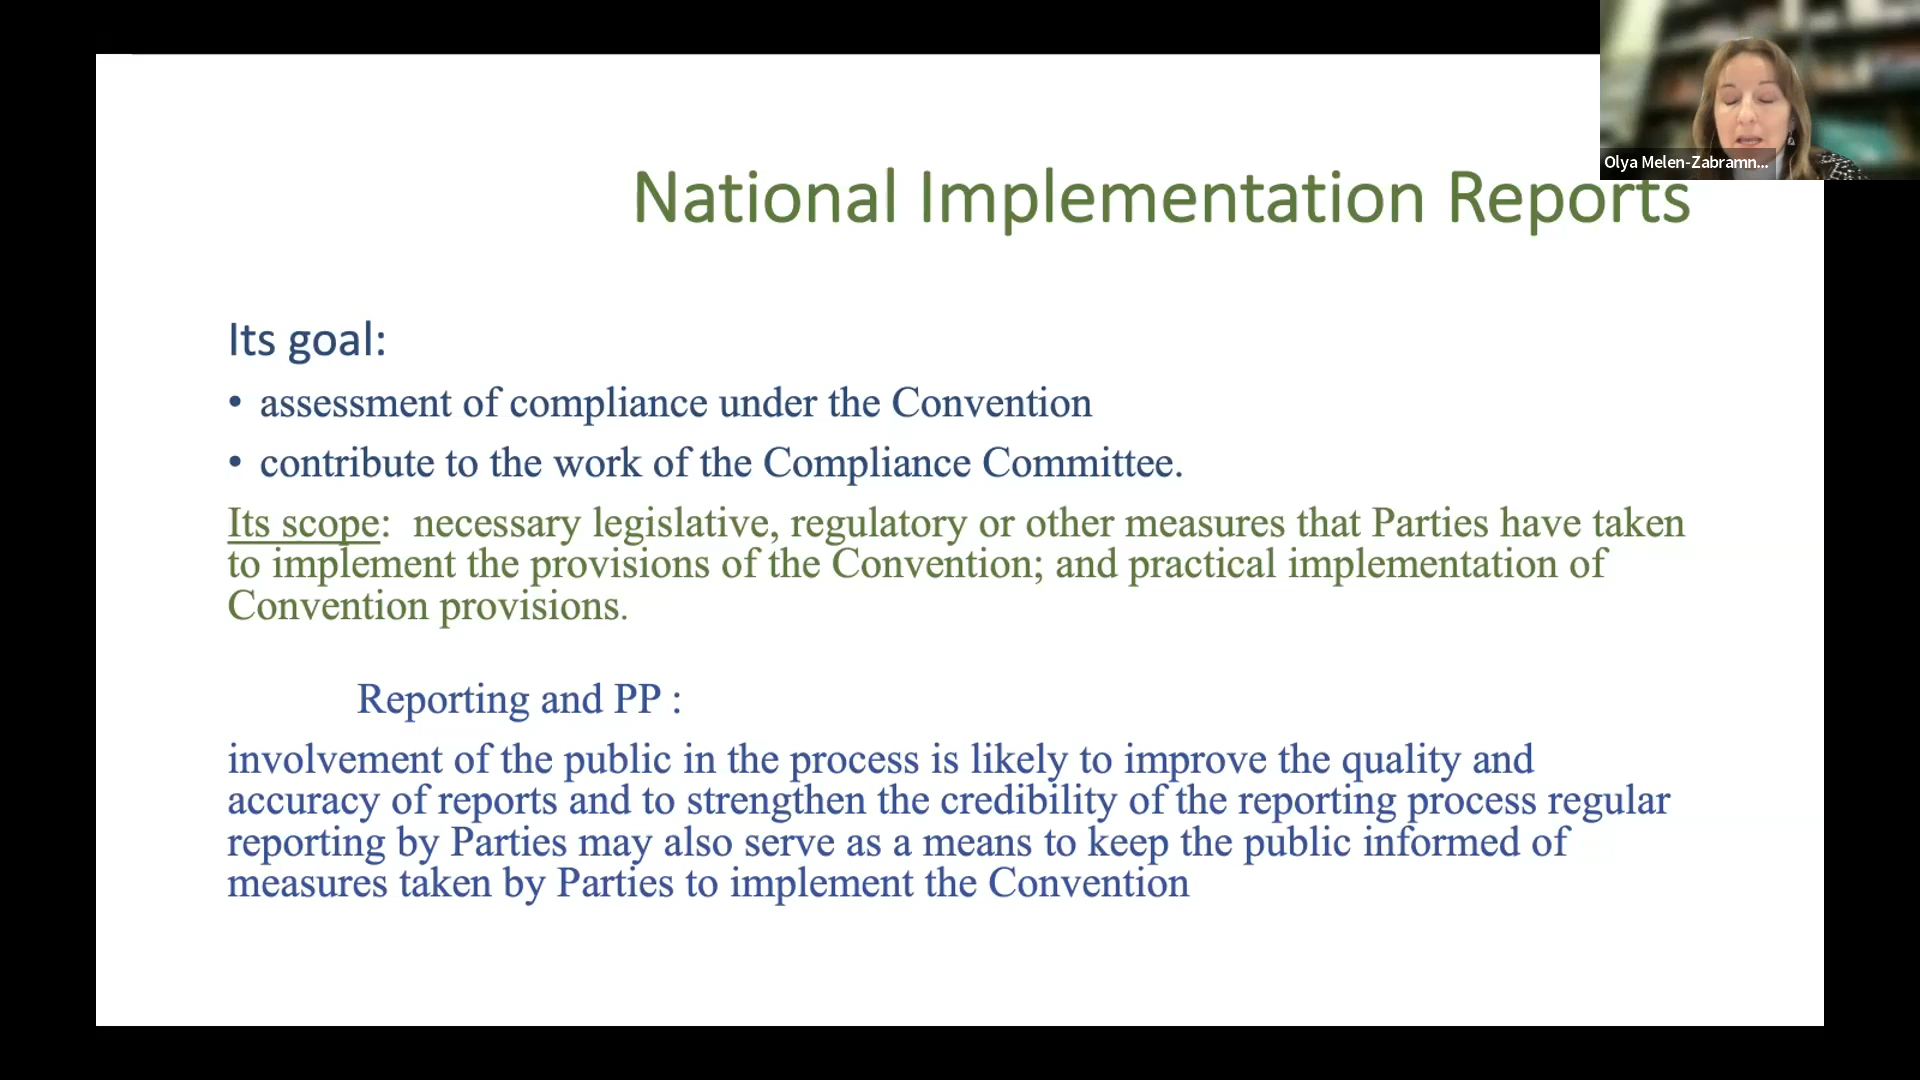 Olya Melen-Zabramn...
National Implementation Reports
Its goal:
• assessment of compliance under the Convention
• contribute to the work of the Compliance Committee.
Its scope: necessary legislative, regulatory or other measures that Parties have taken
to implement the provisions of the Convention; and practical implementation of
Convention provisions.
Reporting and PP :
involvement of the public in the process is likely to improve the quality and
accuracy of reports and to strengthen the credibility of the reporting process regular
reporting by Parties may also serve as a means to keep the public informed of
measures taken by Parties to implement the Convention